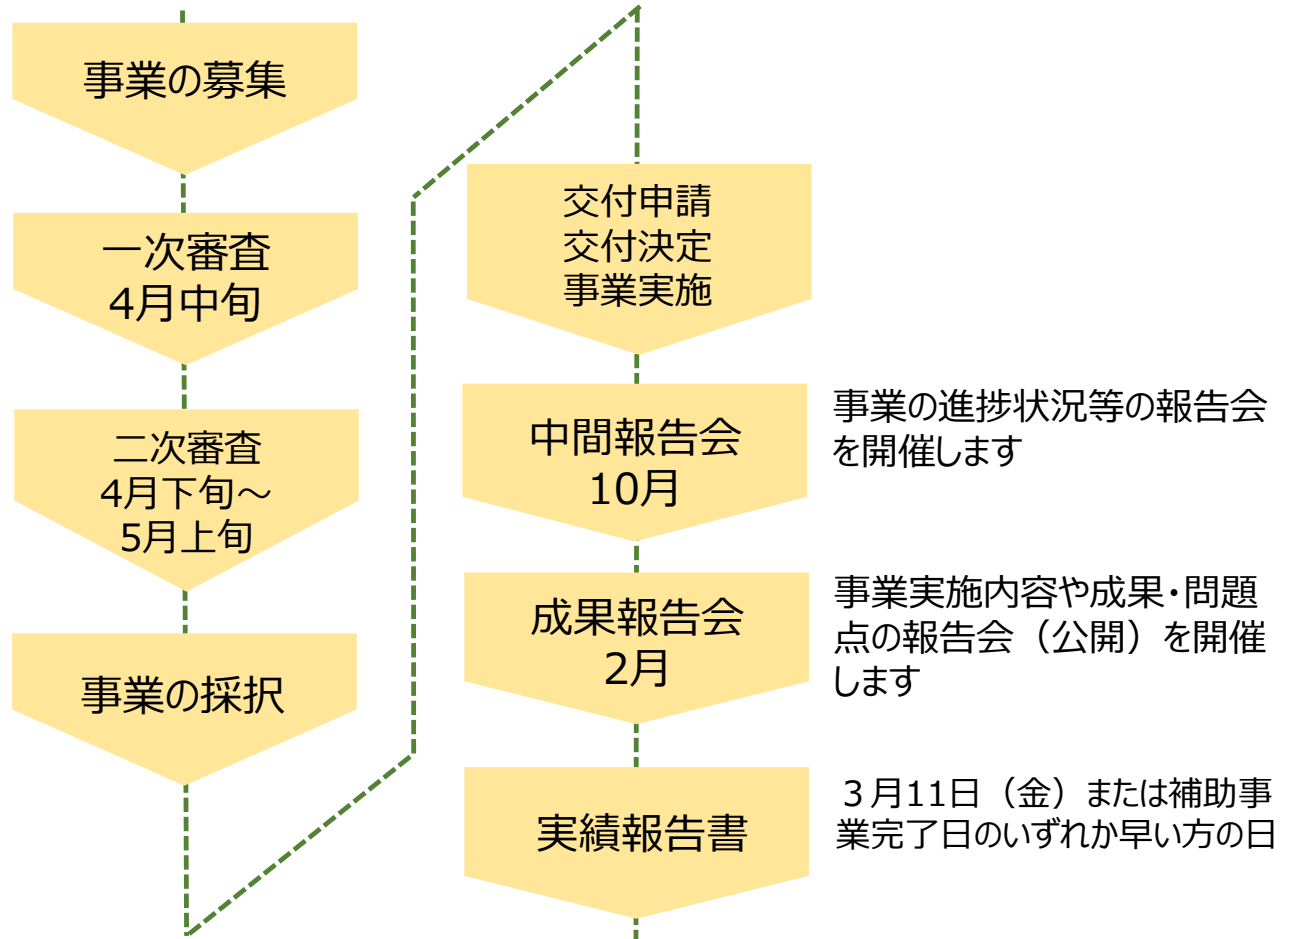 事業の募集
一次審査
4月中旬
二次審査
4月下旬～
5月上旬
事業の採択
交付申請
交付決定
事業実施
中間報告会
10月
事業の進捗状況等の報告会
を開催します
成果報告会
2月
事業実施内容や成果・問題
点の報告会（公開）を開催
します
実績報告書
３月11日（金）または補助事
業完了日のいずれか早い方の日